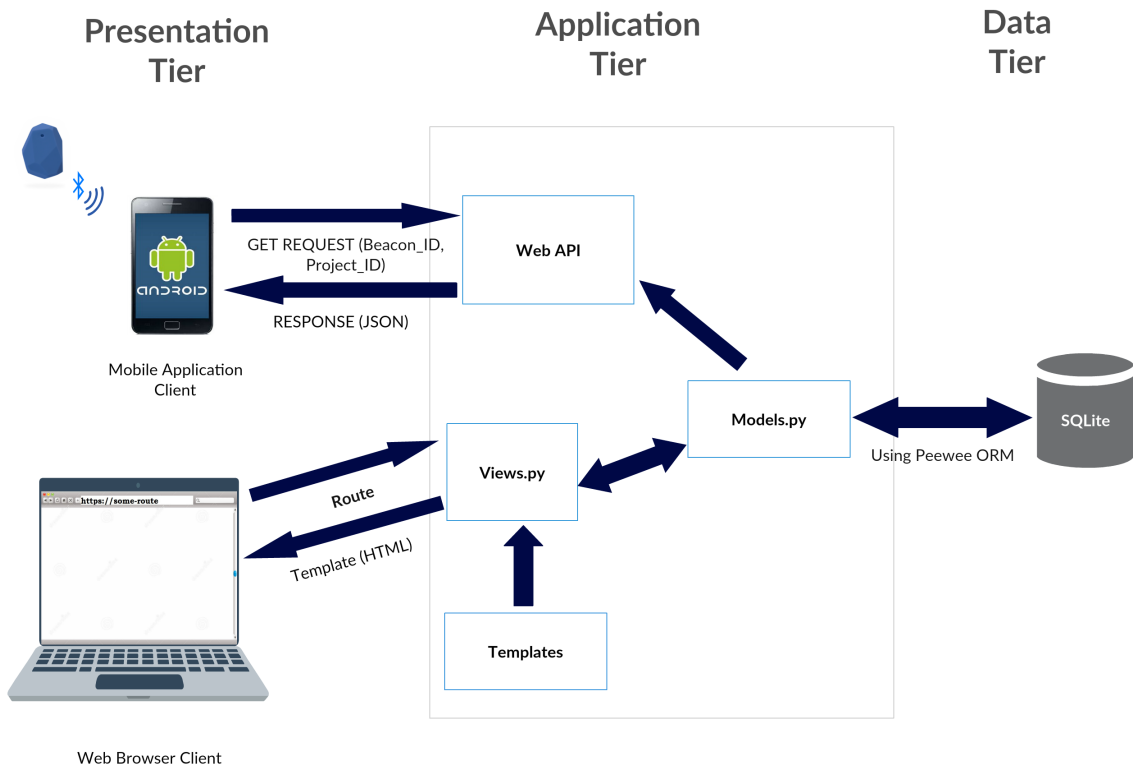 Presentation
Tier
Application
Tier
Data
Tier
GET REQUEST (Beacon_ID,
Project_ID)
RESPONSE (JSON)
ANDROID
Mobile Application
Client
Web API
Models.py
Using Peewee ORM
SQLite
Views.py
Route
Template (HTML)
https://some-route
Templates
Web Browser Client